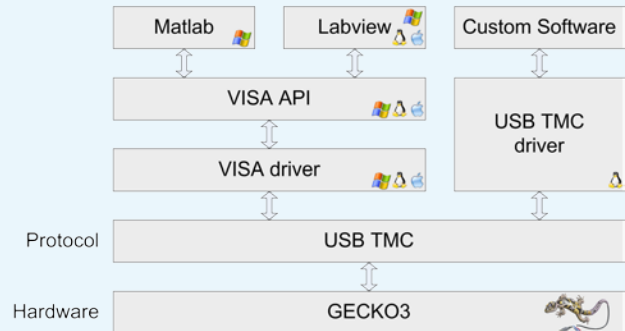 Matlab
Labview
Custom Software
VISA API
USB TMC
driver
VISA driver
Protocol
USB TMC
Hardware
GECKO3